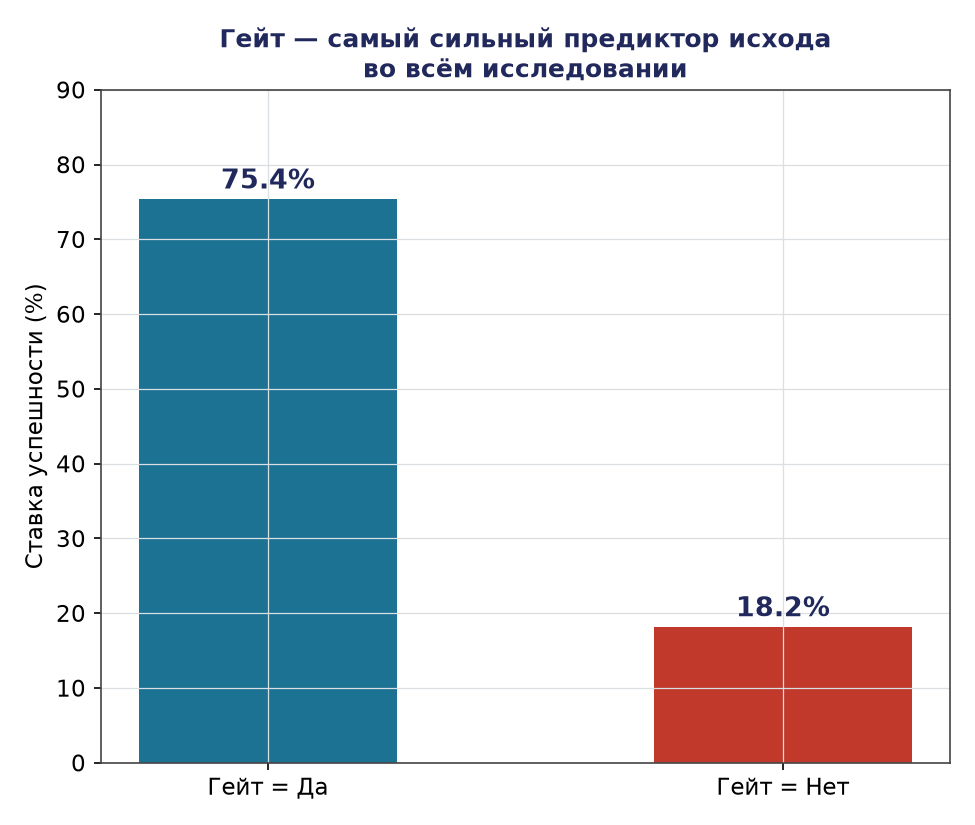 Гейт — самый сильный предиктор исхода
во всём исследовании
Ставка успешности (%)
90
80
70
60
50
40
30
20
10
0
75.4%
18.2%
Гейт = Да
Гейт = Нет